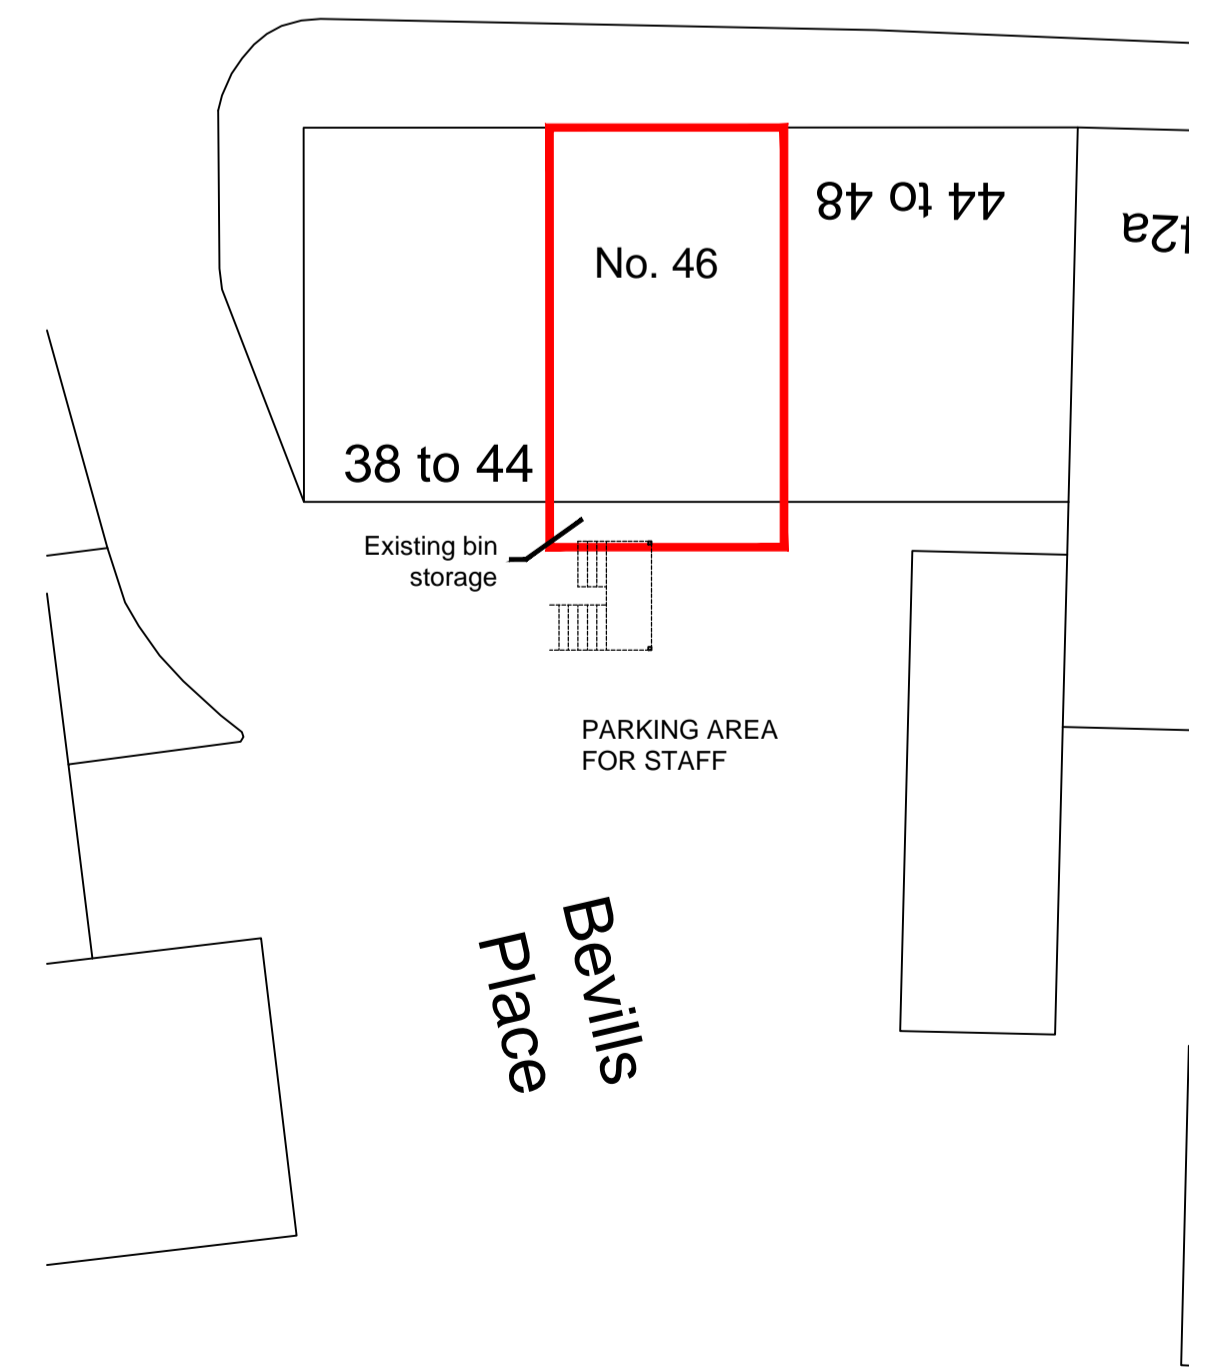 44 to 48
No. 46
38 to 44
Existing bin
storage
PARKING AREA
FOR STAFF
Bevills
Place